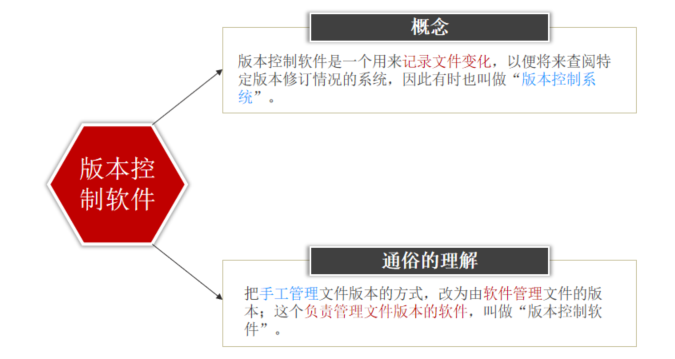 概念
版本控制软件是一个用来记录文件变化，以便将来查阅特
定版本修订情况的系统，因此有时也叫做“版本控制系
统”。
版本控
制软件
通俗的理解
把手工管理文件版本的方式，改为由软件管理文件的版
本；这个负责管理文件版本的软件，叫做“版本控制软
件”。